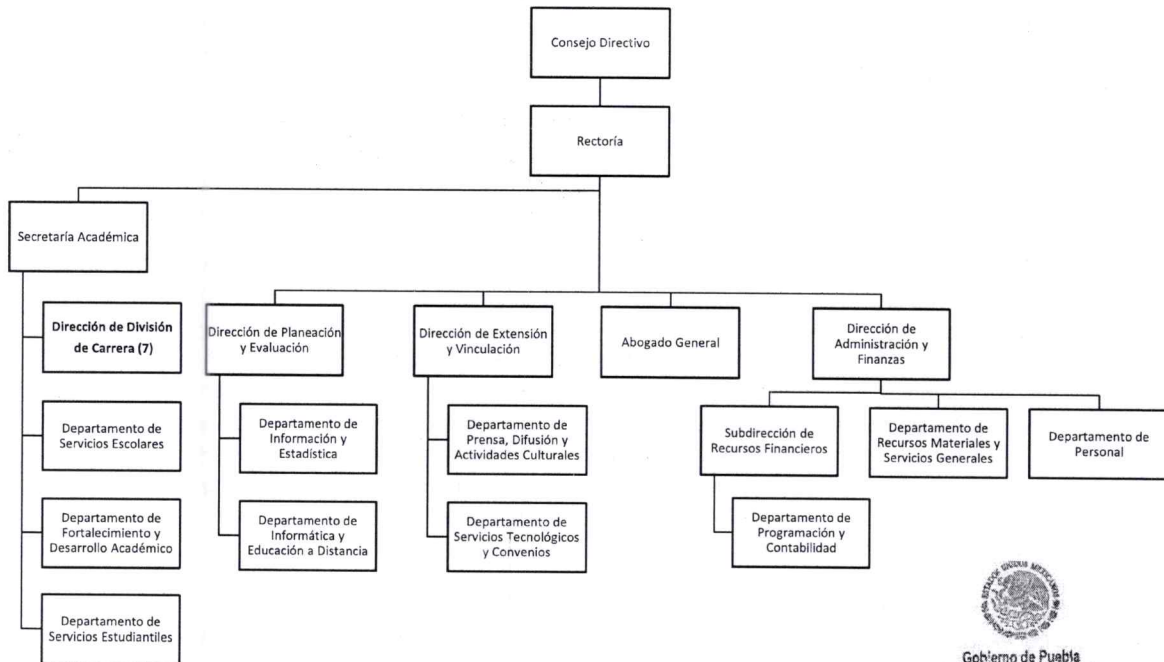 Consejo Directivo
Rectoría
Secretaría Académica
Dirección de División
de Carrera (7)
Departamento de
Servicios Escolares
Departamento de
Fortalecimiento y
Desarrollo Académico
Departamento de
Servicios Estudiantiles
Dirección de Planeación
y Evaluación
Departamento de
Información y
Estadística
Departamento de
Informática y
Educación a Distancia
Dirección de Extensión
y Vinculación
Departamento de
Prensa, Difusión y
Actividades Culturales
Departamento de
Servicios Tecnológicos
y Convenios
Abogado General
Dirección de
Administración y
Finanzas
Subdirección de
Recursos Financieros
Departamento de
Programación y
Contabilidad
Departamento de
Recursos Materiales y
Servicios Generales
Departamento de
Personal
ESTADOS UNIDOS MEXICANOS
Gobierno de Puebla